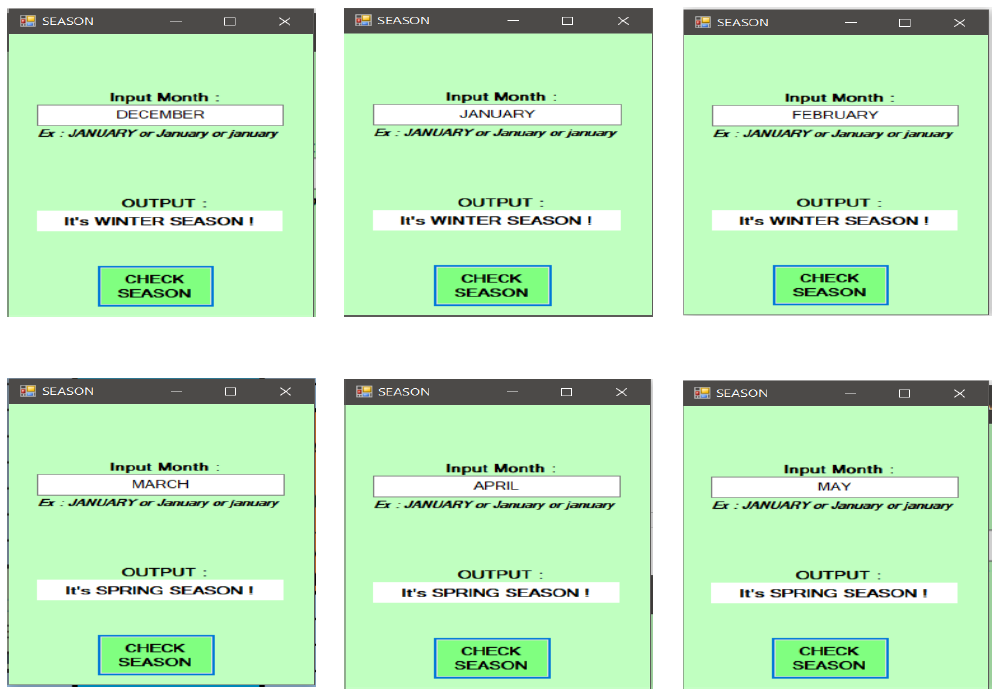 SEASON
Input Month :
DECEMBER
Ex : JANUARY or January or january
OUTPUT :
It's WINTER SEASON !
CHECK
SEASON
SEASON
Input Month :
JANUARY
Ex : JANUARY or January or january
OUTPUT :
It's WINTER SEASON !
CHECK
SEASON
SEASON
Input Month :
FEBRUARY
Ex : JANUARY or January or january
OUTPUT :
It's WINTER SEASON !
CHECK
SEASON
SEASON
Input Month :
MARCH
Ex : JANUARY or January or january
OUTPUT :
It's SPRING SEASON !
CHECK
SEASON
SEASON
Input Month :
APRIL
Ex : JANUARY or January or january
OUTPUT :
It's SPRING SEASON !
CHECK
SEASON
SEASON
Input Month :
MAY
Ex : JANUARY or January or january
OUTPUT :
It's SPRING SEASON !
CHECK
SEASON